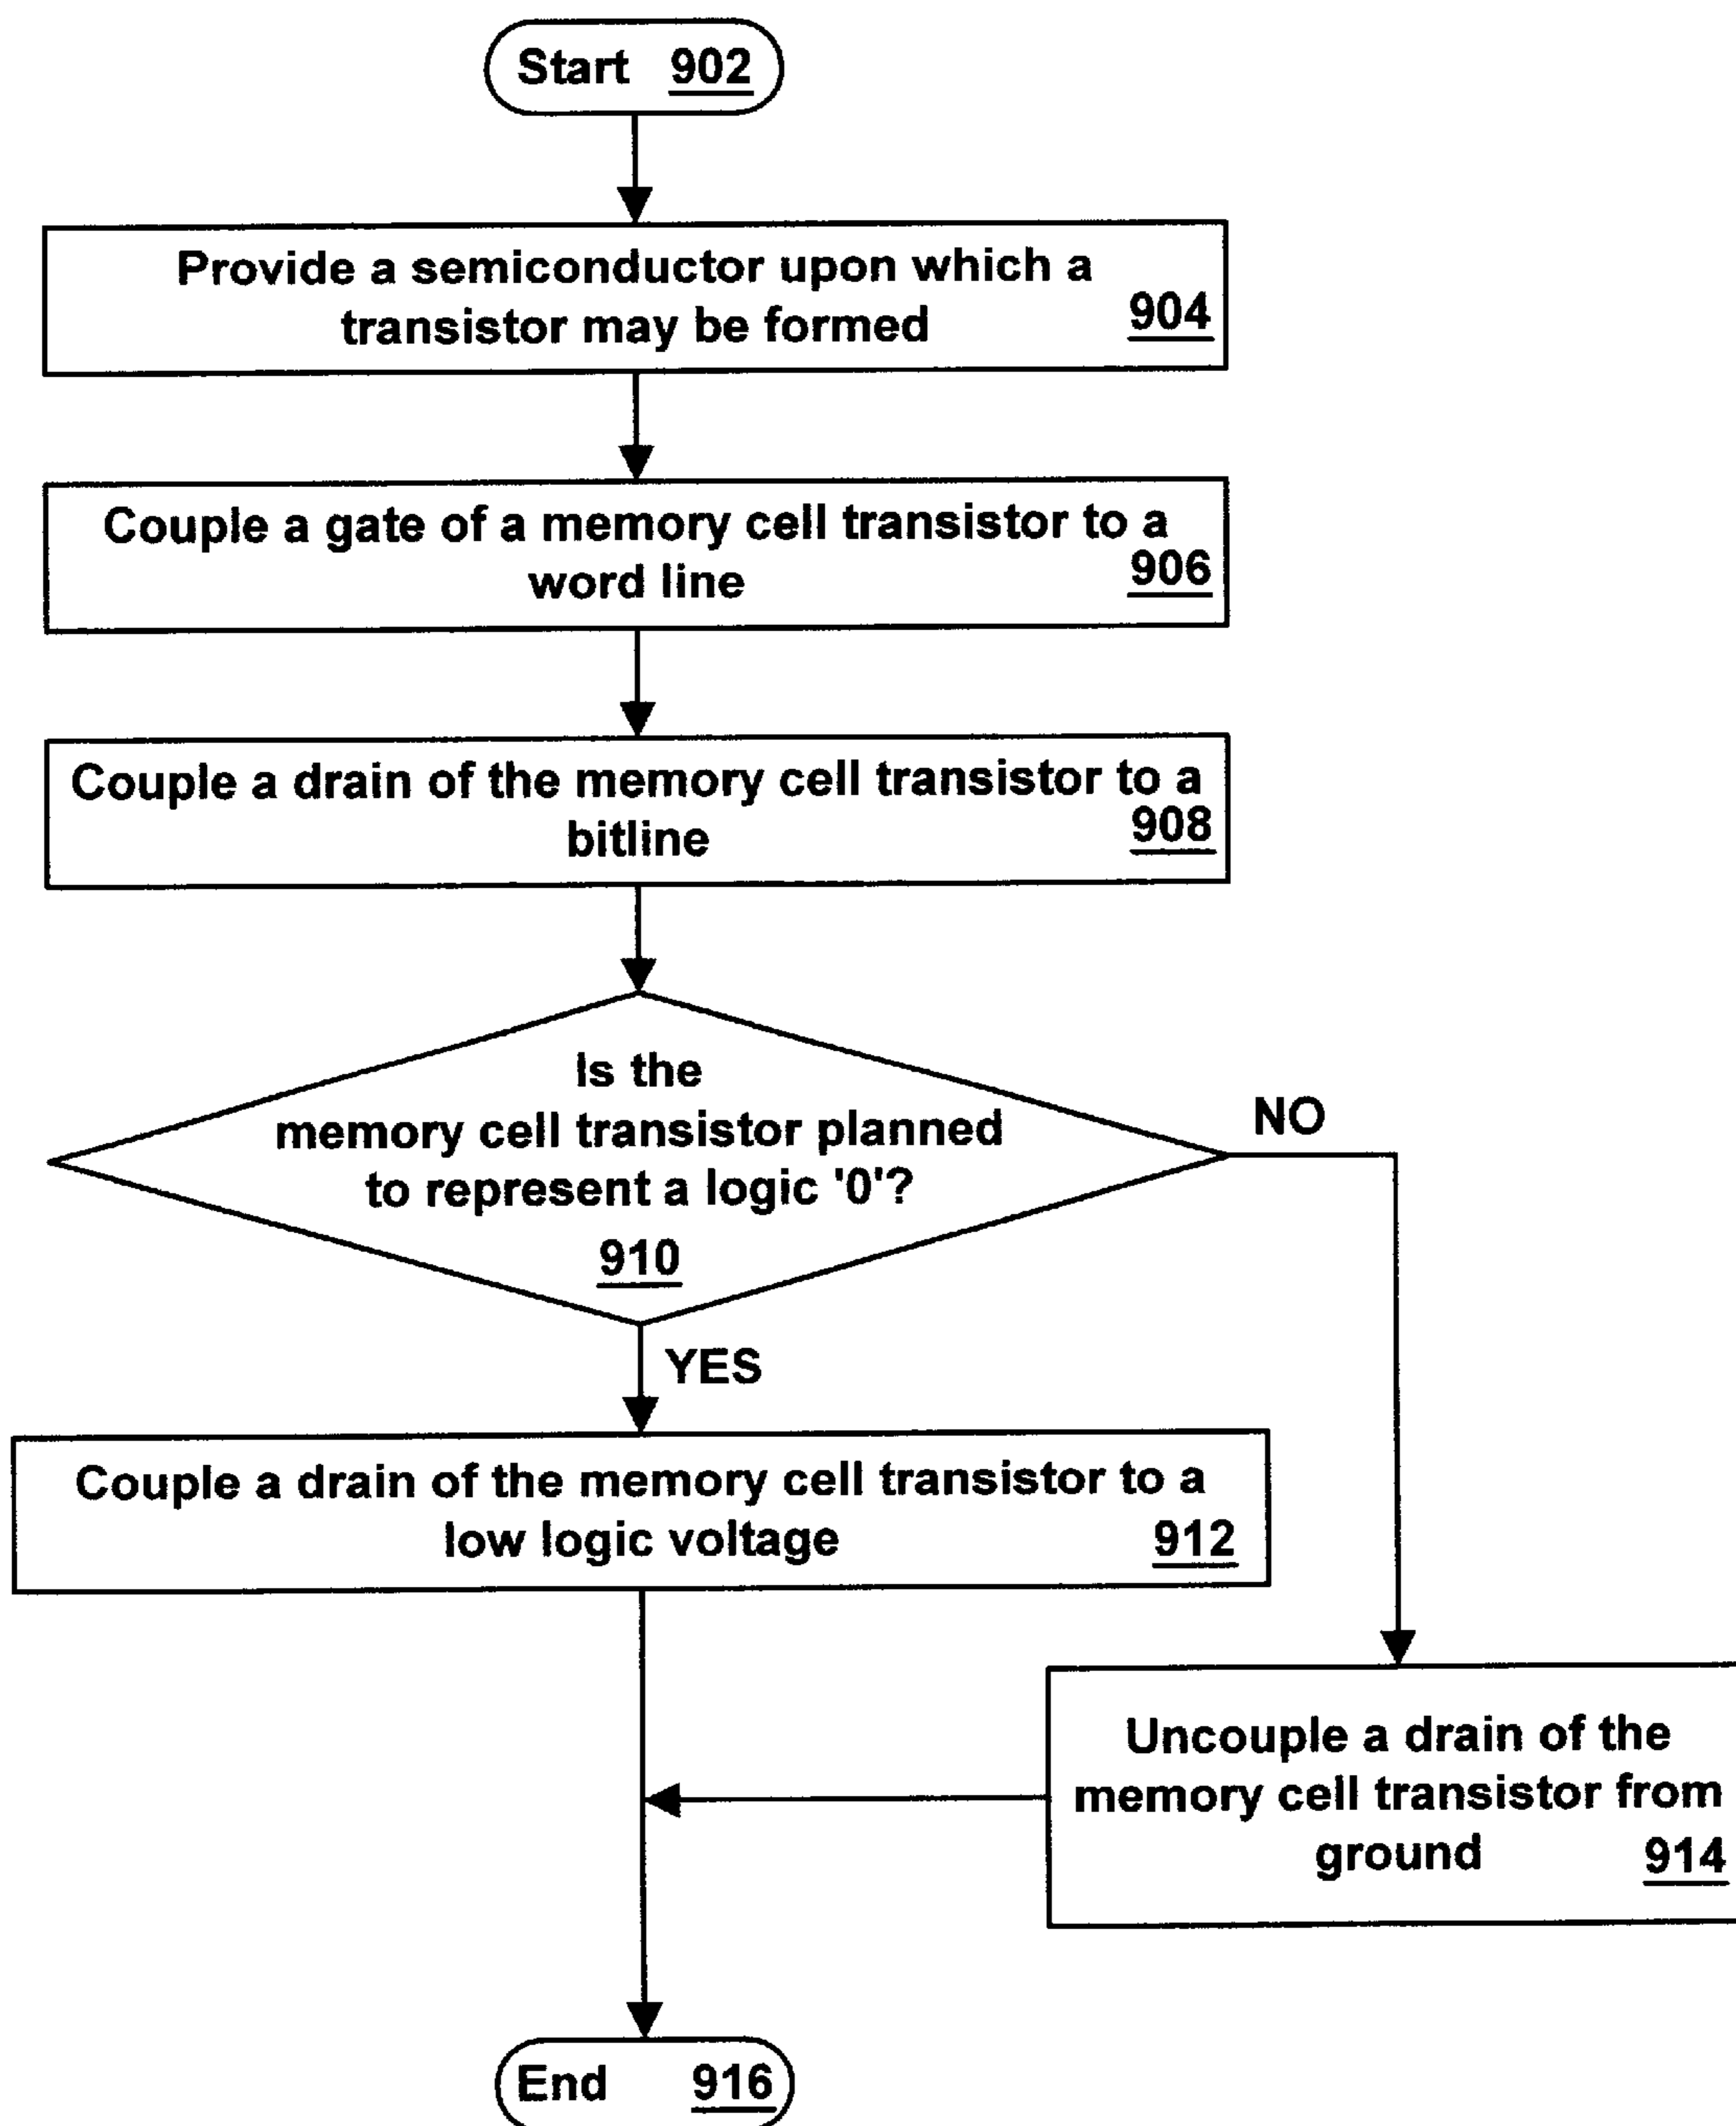 Start 902
Provide a semiconductor upon which a
transistor may be formed 904
Couple a gate of a memory cell transistor to a
word line 906
Couple a drain of the memory cell transistor to a
bitline 908
Is the
memory cell transistor planned
to represent a logic '0'?
910
NO
YES
Couple a drain of the memory cell transistor to a
low logic voltage 912
Uncouple a drain of the
memory cell transistor from
ground 914
End 916